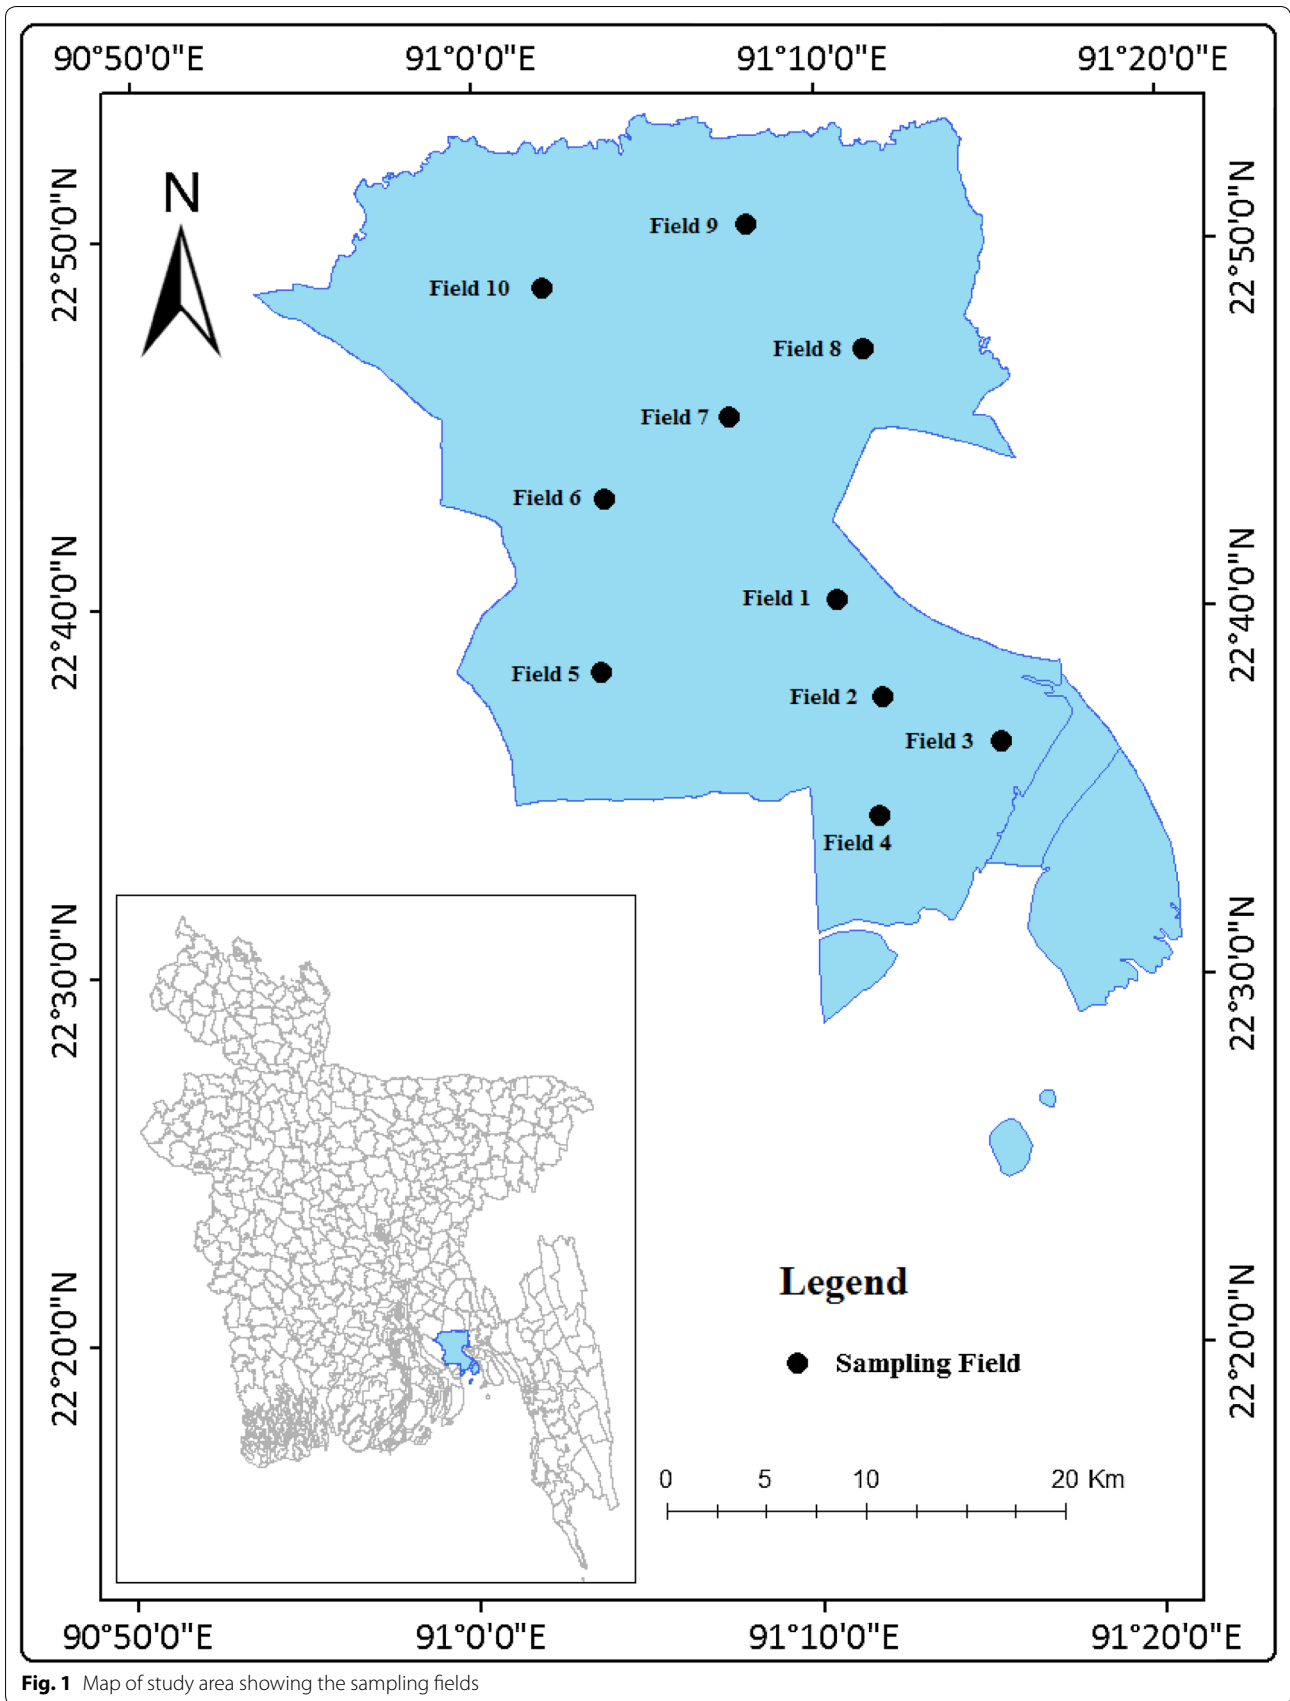 90°50'0"E 91°0'0"E 91°10'0"E 91°20'0"E
N
22°50'0"N
22°50'0"N
Field 9
Field 10
Field 8
Field 7
Field 6
22°40'0"N
22°40'0"N
Field 1
Field 5
Field 2
Field 3
Field 4
22°30'0"N
22°30'0"N
Legend
22°20'0"N
22°20'0"N
Sampling Field
0 5 10 20 Km
90°50'0"E 91°0'0"E 91°10'0"E 91°20'0"E
Fig. 1 Map of study area showing the sampling fields